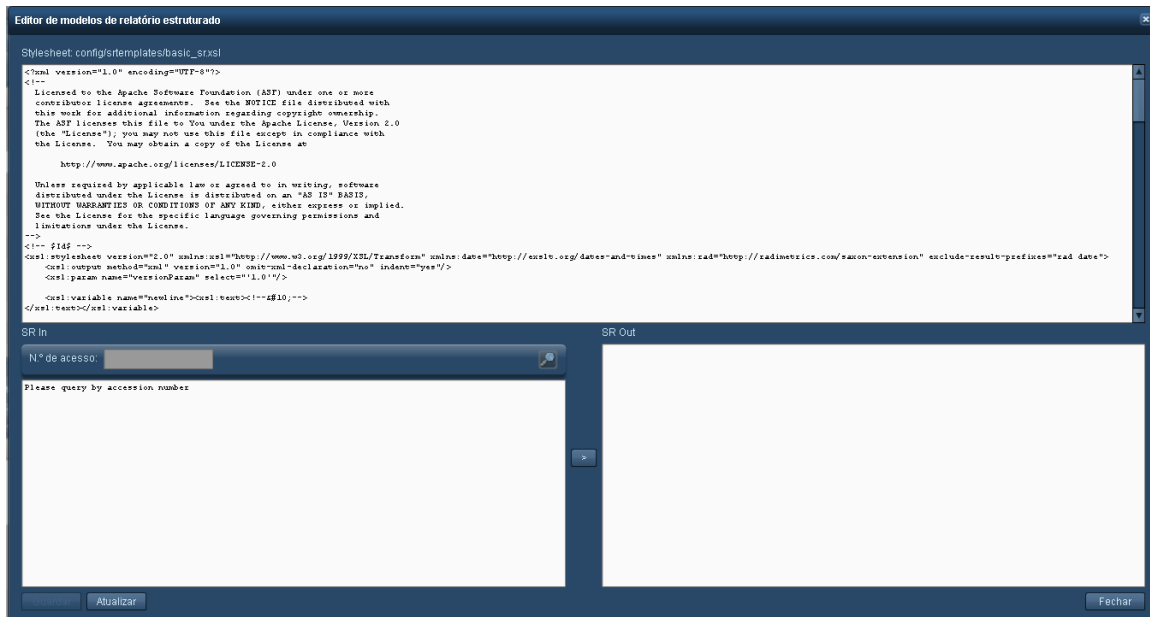 Editor de modelos de relatório estruturado
Stylesheet: config/srtemplates/basic_sr.xsl
<?xml version="1.0" encoding="UTF-8"?>
<!--
Licensed to the Apache Software Foundation (ASF) under one or more
contributor license agreements.  See the NOTICE file distributed with
this work for additional information regarding copyright ownership.
The ASF licenses this file to You under the Apache License, Version 2.0
(the "License"); you may not use this file except in compliance with
the License.  You may obtain a copy of the License at
http://www.apache.org/licenses/LICENSE-2.0
Unless required by applicable law or agreed to in writing, software
distributed under the License is distributed on an "AS IS" BASIS,
WITHOUT WARRANTIES OR CONDITIONS OF ANY KIND, either express or implied.
See the License for the specific language governing permissions and
limitations under the License.
-->
<!-- $Id$ -->
<xsl:stylesheet version="2.0" xmlns:xsl="http://www.w3.org/1999/XSL/Transform" xmlns:date="http://exslt.org/dates-and-times" xmlns:rad="http://radimetrics.com/saxon-extension" exclude-result-prefixes="rad date">
<xsl:output method="xml" version="1.0" omit-xml-declaration="no" indent="yes"/>
<xsl:param name="versionParam" select="'1.0'"/>
<xsl:variable name="newline"><xsl:text><!--&#10;-->
</xsl:text></xsl:variable>
SR In
SR Out
N.º de acesso:
Please query by accession number
>
Guardar
Atualizar
Fechar